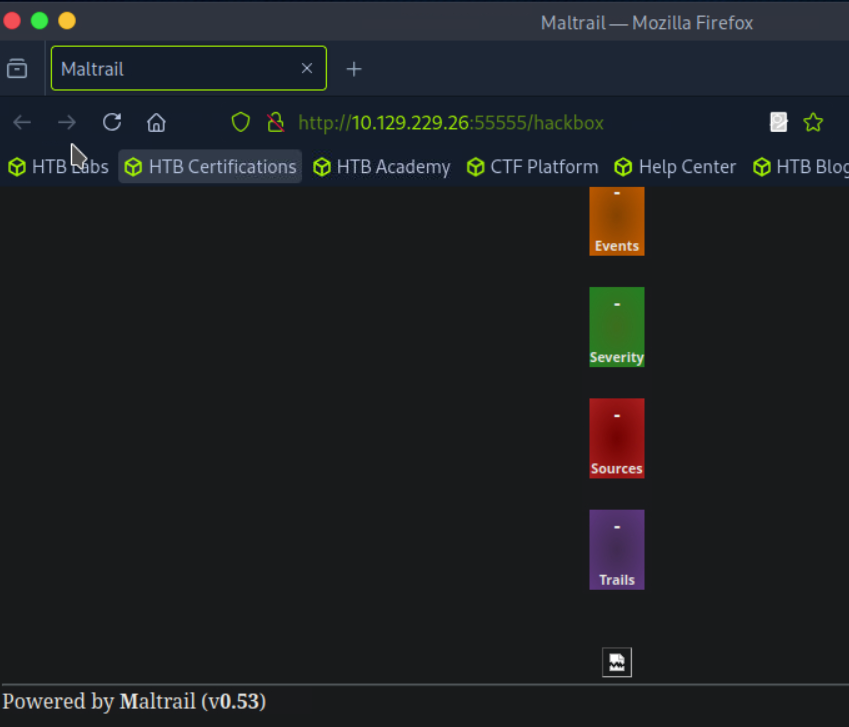 Maltrail — Mozilla Firefox
Maltrail
http://10.129.229.26:55555/hackbox
HTB Labs HTB Certifications HTB Academy CTF Platform Help Center HTB Blog
-
Events
-
Severity
-
Sources
-
Trails
Powered by Maltrail (v0.53)